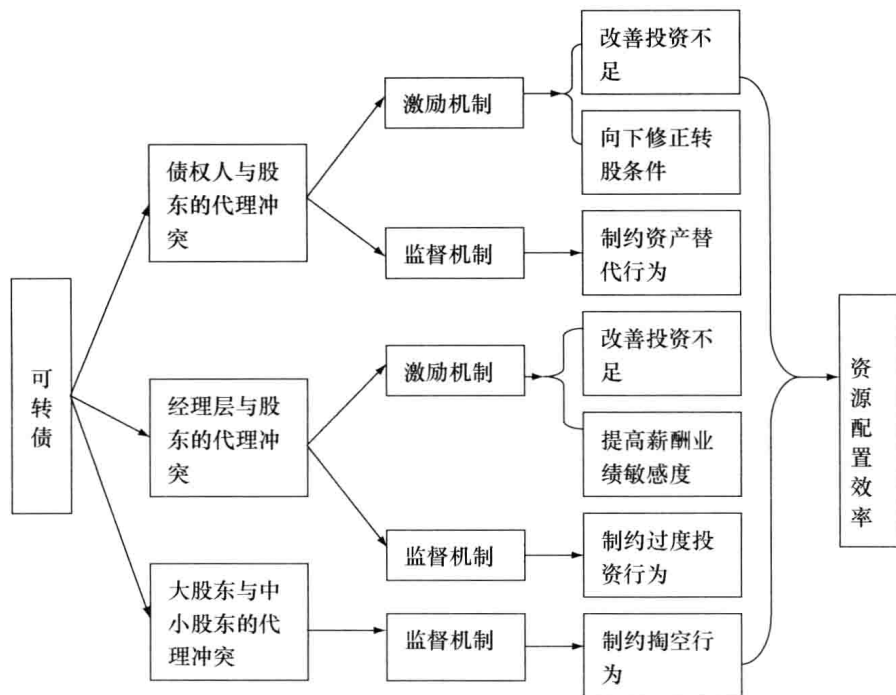 可转债
债权人与股
东的代理冲
突
经理层与股
东的代理冲
突
大股东与中
小股东的代
理冲突
激励机制
监督机制
激励机制
监督机制
监督机制
改善投资不
足
向下修正转
股条件
制约资产替
代行为
改善投资不
足
提高薪酬业
绩敏感度
制约过度投
资行为
制约掏空行
为
资源配置效率